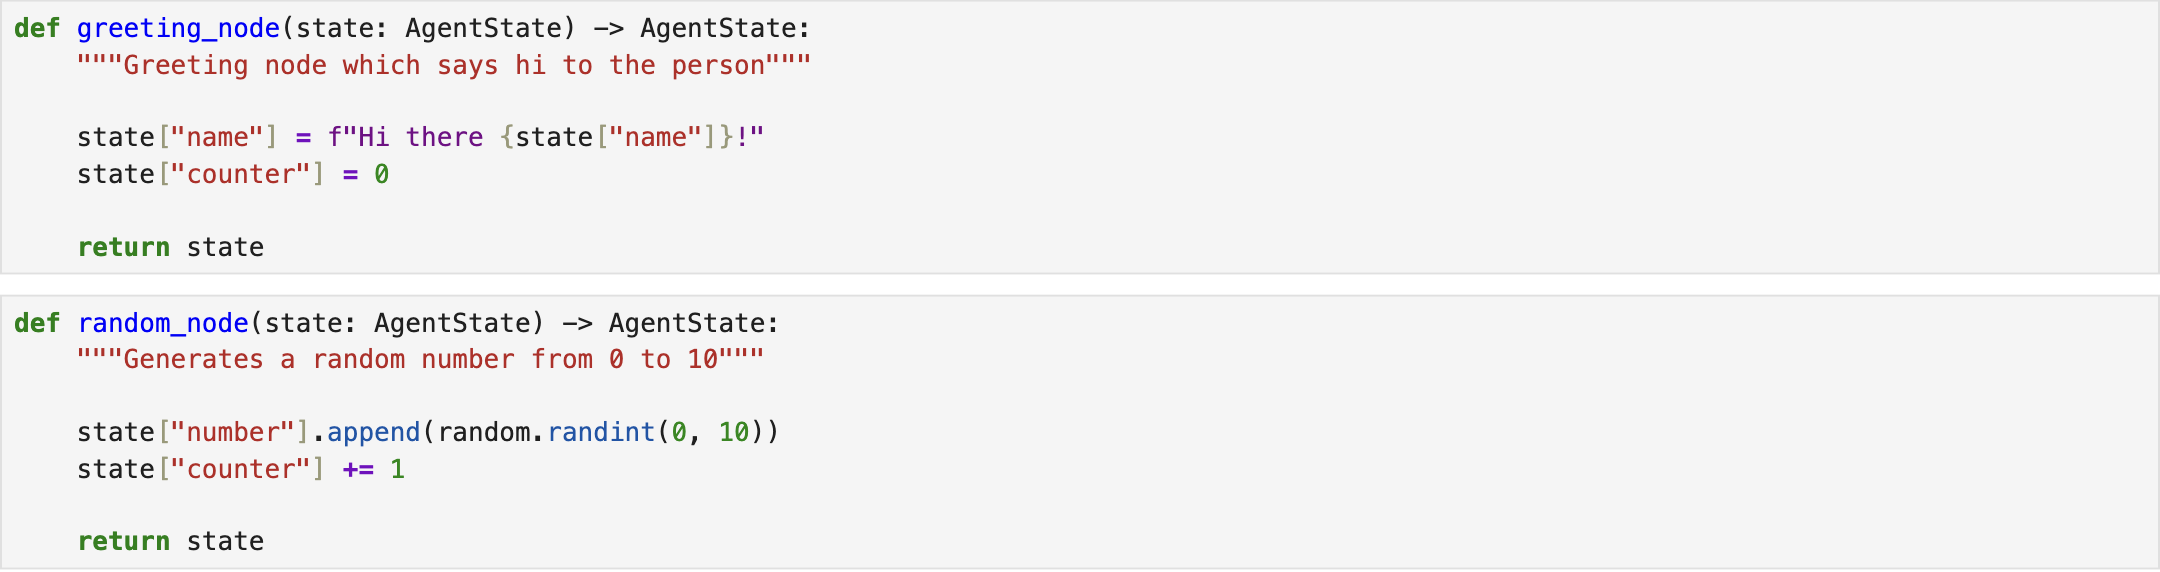 def greeting_node(state: AgentState) -> AgentState:
    """Greeting node which says hi to the person"""
    state["name"] = f"Hi there {state["name"]}!"
    state["counter"] = 0
    return state
def random_node(state: AgentState) -> AgentState:
    """Generates a random number from 0 to 10"""
    state["number"].append(random.randint(0, 10))
    state["counter"] += 1
    return state